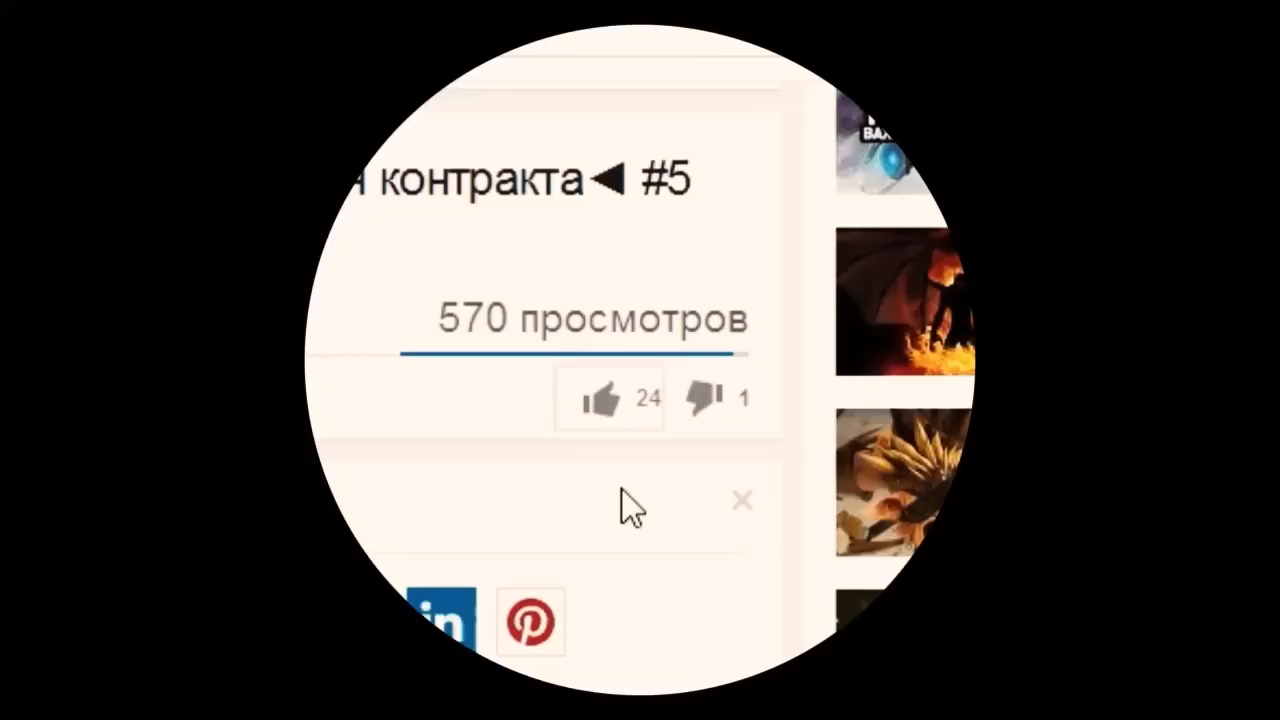 контракта◄ #5
570 просмотров
24 1
in